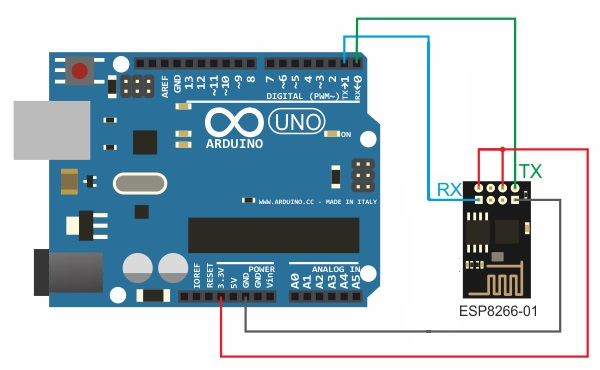 AREF
GND
13
12
~11
~10
~9
8
7
~6
~5
4
~3
2
TX→1
RX←0
DIGITAL (PWM~)
UNO
ARDUINO
ON
TX
RX
WWW.ARDUINO.CC - MADE IN ITALY
IOREF
RESET
3.3V
5V
GND
GND
Vin
POWER
ANALOG IN
A0
A1
A2
A3
A4
A5
ESP8266-01